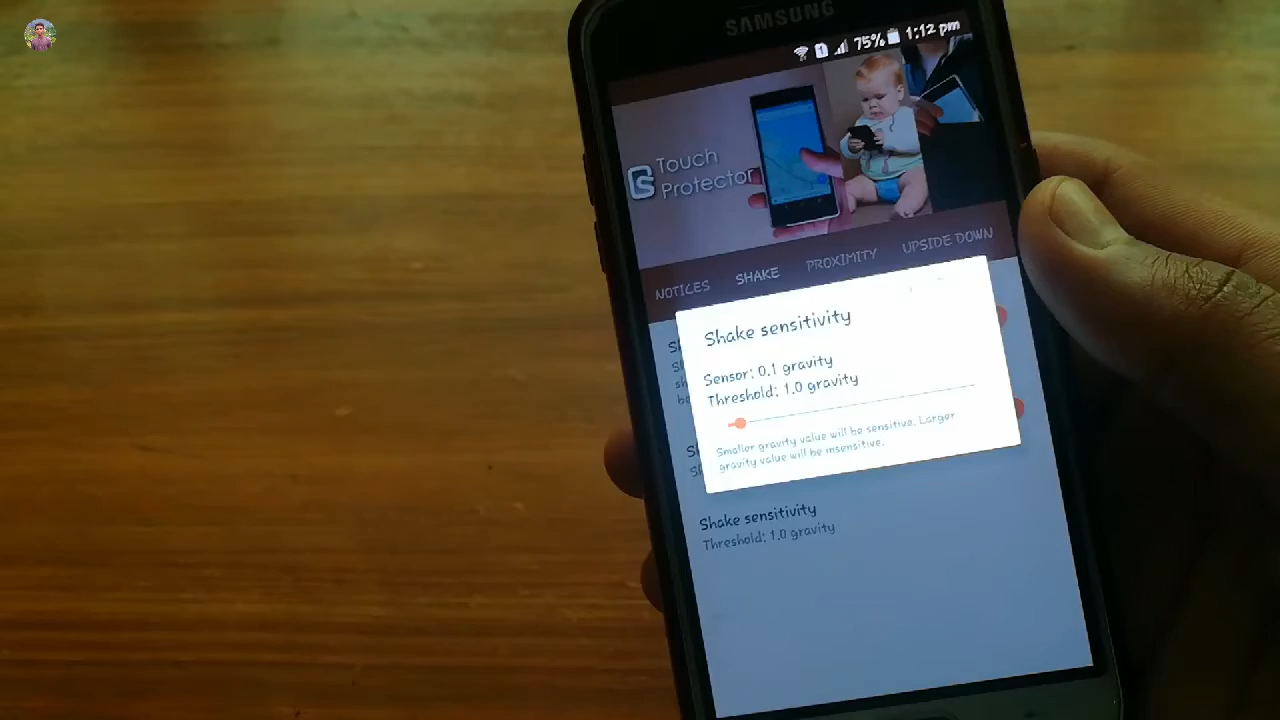 SAMSUNG
75% 1:12 pm
Touch
Protector
NOTICES SHAKE PROXIMITY UPSIDE DOWN
Shake sensitivity
Sensor: 0.1 gravity
Threshold: 1.0 gravity
Smaller gravity value will be sensitive. Larger
gravity value will be insensitive.
Shake sensitivity
Threshold: 1.0 gravity